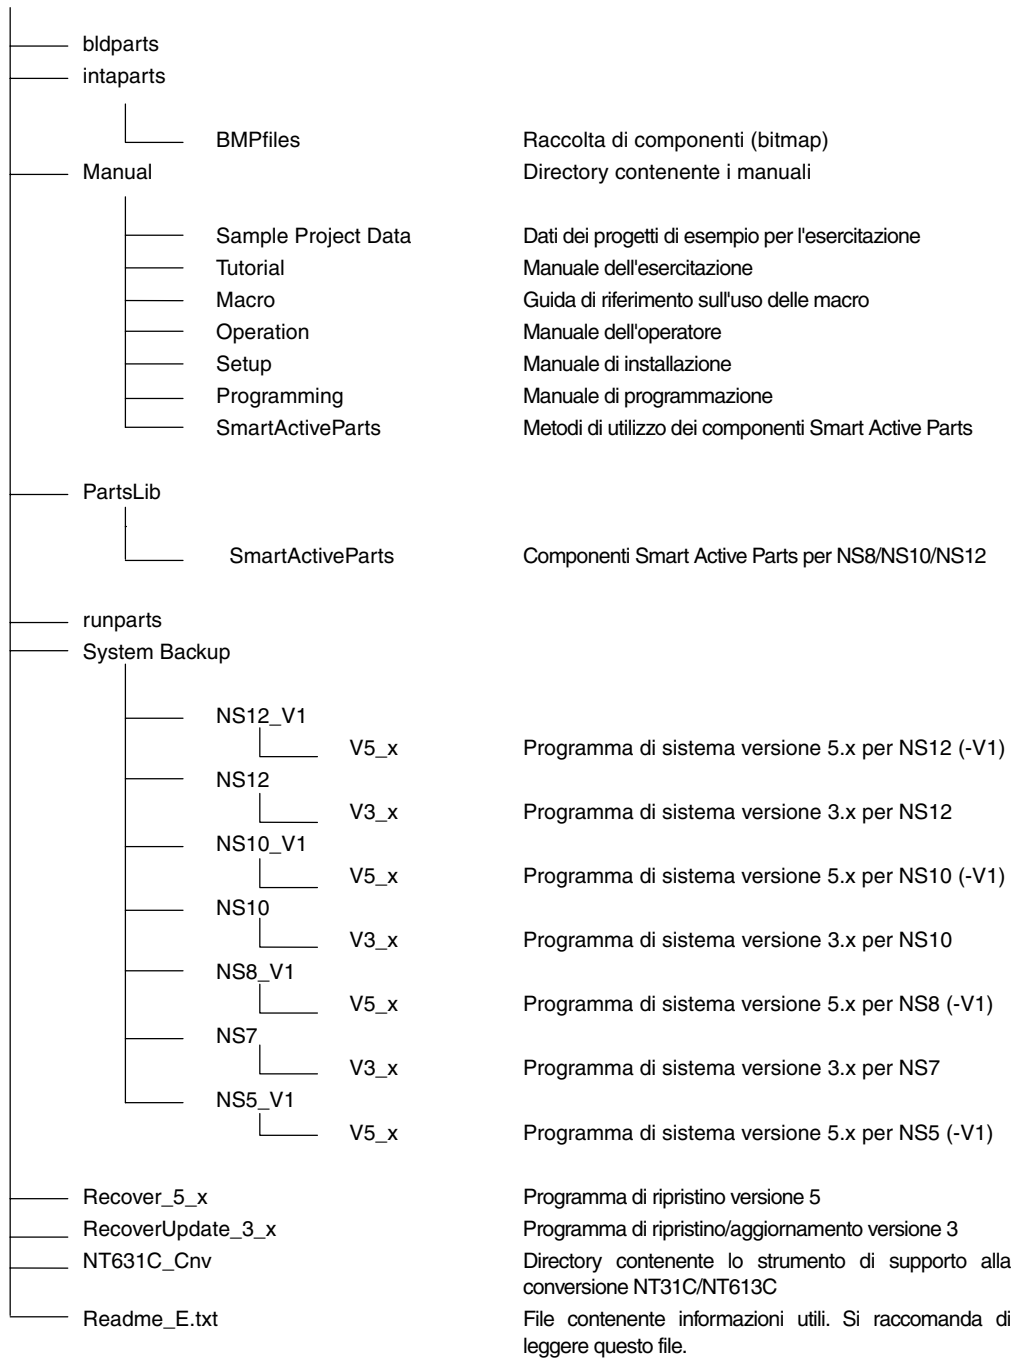 bldparts
intaparts
BMPfiles Raccolta di componenti (bitmap)
Manual Directory contenente i manuali
Sample Project Data Dati dei progetti di esempio per l'esercitazione
Tutorial Manuale dell'esercitazione
Macro Guida di riferimento sull'uso delle macro
Operation Manuale dell'operatore
Setup Manuale di installazione
Programming Manuale di programmazione
SmartActiveParts Metodi di utilizzo dei componenti Smart Active Parts
PartsLib
SmartActiveParts Componenti Smart Active Parts per NS8/NS10/NS12
runparts
System Backup
NS12_V1
V5_x Programma di sistema versione 5.x per NS12 (-V1)
NS12
V3_x Programma di sistema versione 3.x per NS12
NS10_V1
V5_x Programma di sistema versione 5.x per NS10 (-V1)
NS10
V3_x Programma di sistema versione 3.x per NS10
NS8_V1
V5_x Programma di sistema versione 5.x per NS8 (-V1)
NS7
V3_x Programma di sistema versione 3.x per NS7
NS5_V1
V5_x Programma di sistema versione 5.x per NS5 (-V1)
Recover_5_x Programma di ripristino versione 5
RecoverUpdate_3_x Programma di ripristino/aggiornamento versione 3
NT631C_Cnv Directory contenente lo strumento di supporto alla
conversione NT31C/NT613C
Readme_E.txt File contenente informazioni utili. Si raccomanda di
leggere questo file.